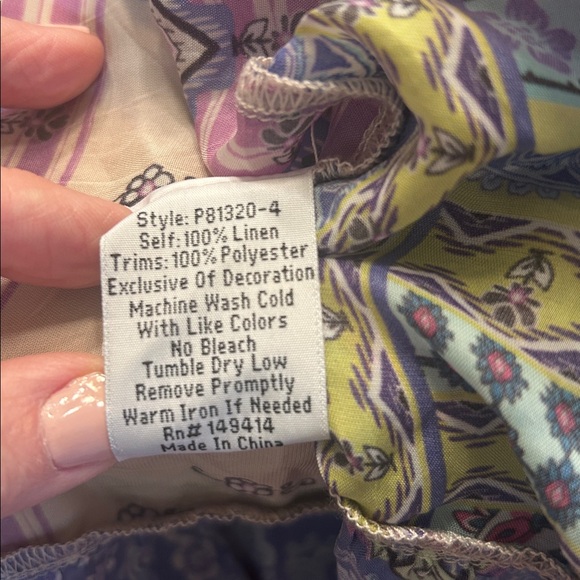 Style: P81320-4
Self:100% Linen
Trims:100% Polyester
Exclusive Of Decoration
Machine Wash Cold
With Like Colors
No Bleach
Tumble Dry Low
Remove Promptly
Warm Iron If Needed
Rn# 149414
Made In China